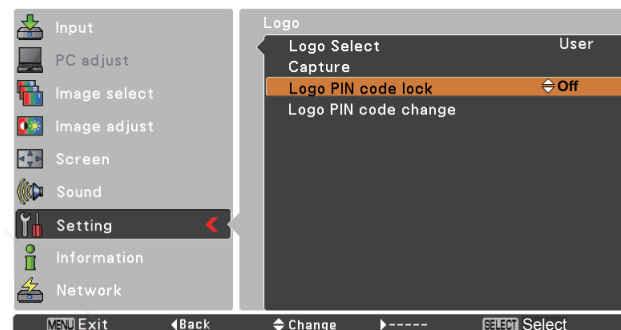 Input
PC adjust
Image select
Image adjust
Screen
Sound
Setting
Information
Network
Logo
Logo Select User
Capture
Logo PIN code lock Off
Logo PIN code change
MENU Exit Back Change ----- SELECT Select